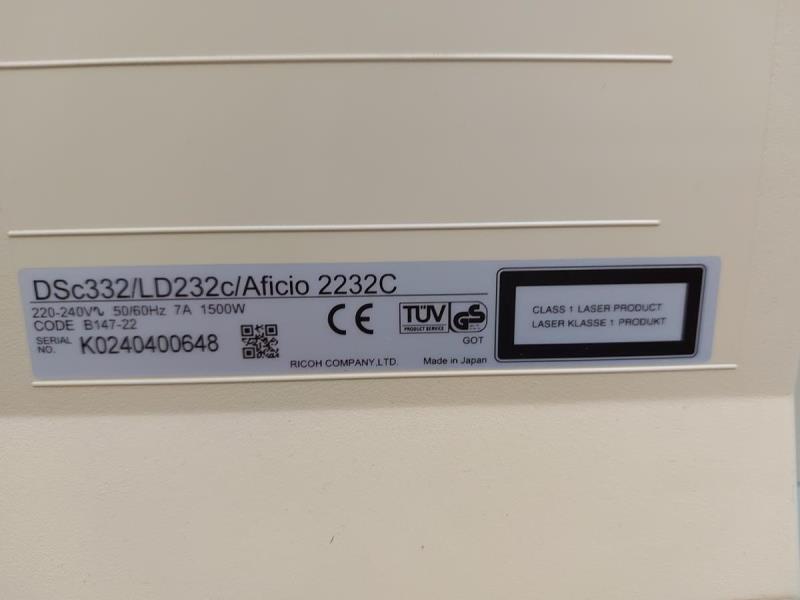 DSc332/LD232c/Aficio 2232C
220-240V∿ 50/60Hz 7A 1500W
CODE B147-22
SERIAL NO. K0240400648
RICOH COMPANY,LTD.
CE
TÜV
PRODUCT SERVICE
GS
GOT
Made in Japan
CLASS 1 LASER PRODUCT
LASER KLASSE 1 PRODUKT